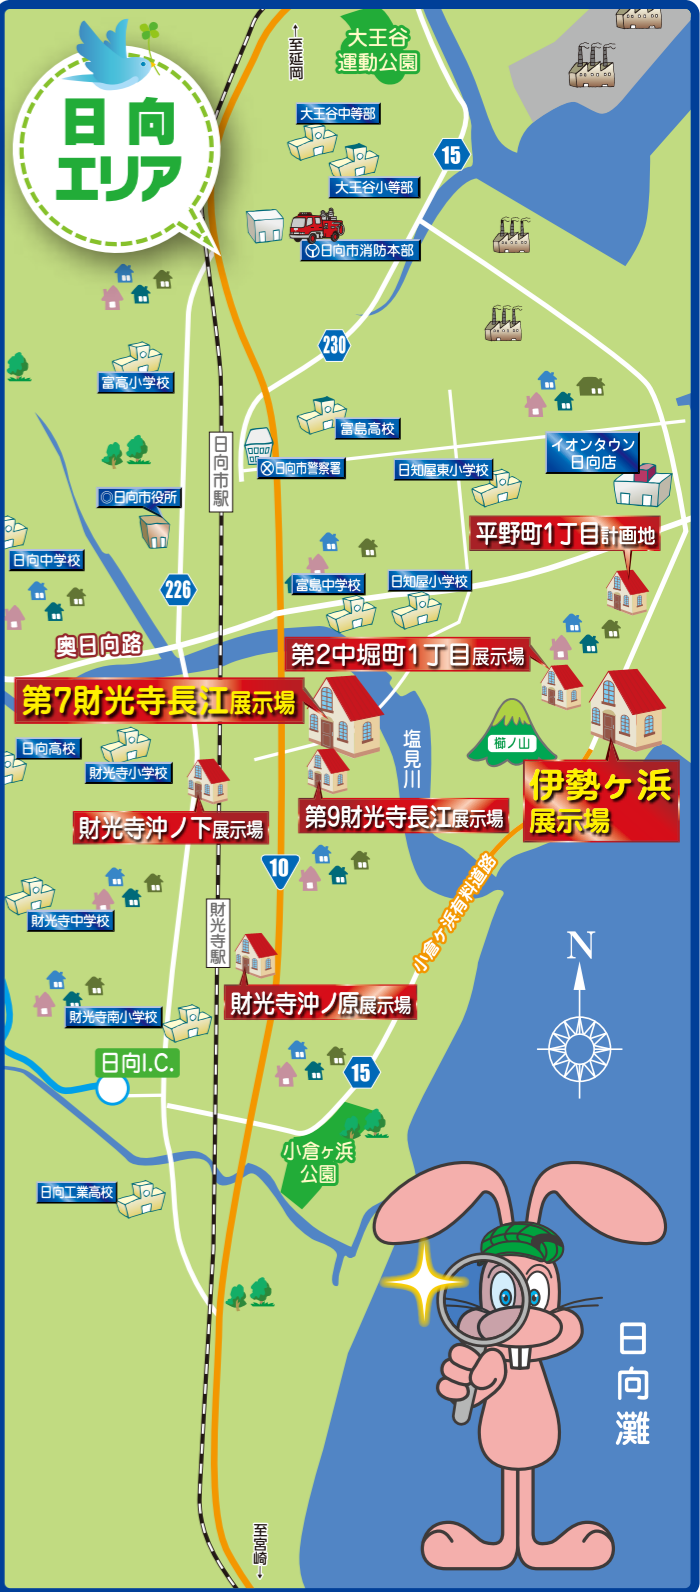 日向
エリア
←至延岡
大王谷
運動公園
大王谷中等部
15
大王谷小等部
日向市消防本部
230
富高小学校
富島高校
イオンタウン
日向店
日向市駅
日向市警察署
日知屋東小学校
◎日向市役所
平野町1丁目計画地
日向中学校
226
富島中学校
日知屋小学校
奥日向路
第2中堀町1丁目展示場
第7財光寺長江展示場
日向高校
財光寺小学校
塩見川
櫛ノ山
伊勢ヶ浜
展示場
財光寺沖ノ下展示場
第9財光寺長江展示場
10
小倉ヶ浜有料道路
財光寺中学校
財光寺駅
N
財光寺沖ノ原展示場
財光寺南小学校
日向I.C.
15
小倉ヶ浜
公園
日向工業高校
日向灘
至宮崎→